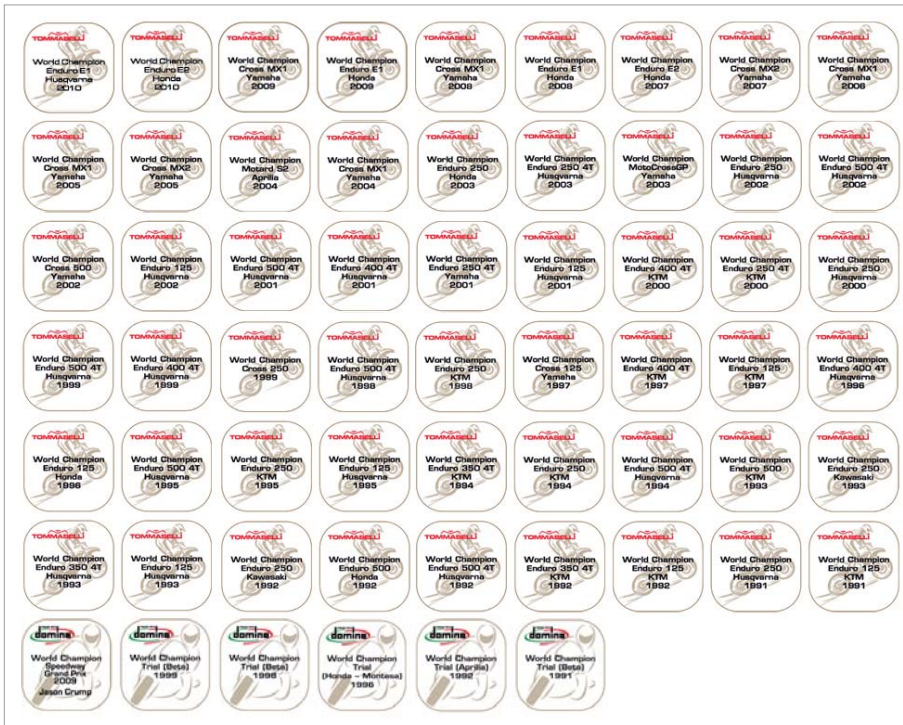 TOMMASELLI
World Champion
Enduro E1
Husqvarna
2010
TOMMASELLI
World Champion
Enduro E2
Honda
2010
TOMMASELLI
World Champion
Cross MX1
Yamaha
2009
TOMMASELLI
World Champion
Enduro E1
Honda
2009
TOMMASELLI
World Champion
Cross MX1
Yamaha
2008
TOMMASELLI
World Champion
Enduro E1
Honda
2008
TOMMASELLI
World Champion
Enduro E2
Honda
2007
TOMMASELLI
World Champion
Cross MX2
Yamaha
2007
TOMMASELLI
World Champion
Cross MX1
Yamaha
2006
TOMMASELLI
World Champion
Cross MX1
Yamaha
2005
TOMMASELLI
World Champion
Cross MX2
Yamaha
2005
TOMMASELLI
World Champion
Motard S2
Aprilia
2004
TOMMASELLI
World Champion
Cross MX1
Yamaha
2004
TOMMASELLI
World Champion
Enduro 250
Honda
2003
TOMMASELLI
World Champion
Enduro 250 4T
Husqvarna
2003
TOMMASELLI
World Champion
MotoCrossGP
Yamaha
2003
TOMMASELLI
World Champion
Enduro 250
Husqvarna
2002
TOMMASELLI
World Champion
Enduro 500 4T
Husqvarna
2002
TOMMASELLI
World Champion
Cross 500
Yamaha
2002
TOMMASELLI
World Champion
Enduro 125
Husqvarna
2002
TOMMASELLI
World Champion
Enduro 500 4T
Husqvarna
2001
TOMMASELLI
World Champion
Enduro 400 4T
Husqvarna
2001
TOMMASELLI
World Champion
Enduro 250 4T
Yamaha
2001
TOMMASELLI
World Champion
Enduro 125
Husqvarna
2001
TOMMASELLI
World Champion
Enduro 400 4T
KTM
2000
TOMMASELLI
World Champion
Enduro 250 4T
KTM
2000
TOMMASELLI
World Champion
Enduro 250
Husqvarna
2000
TOMMASELLI
World Champion
Enduro 500 4T
Husqvarna
1999
TOMMASELLI
World Champion
Enduro 400 4T
Husqvarna
1999
TOMMASELLI
World Champion
Cross 250
1999
TOMMASELLI
World Champion
Enduro 500 4T
Husqvarna
1998
TOMMASELLI
World Champion
Enduro 250
KTM
1998
TOMMASELLI
World Champion
Cross 125
Yamaha
1997
TOMMASELLI
World Champion
Enduro 400 4T
KTM
1997
TOMMASELLI
World Champion
Enduro 125
KTM
1997
TOMMASELLI
World Champion
Enduro 400 4T
Husqvarna
1996
TOMMASELLI
World Champion
Enduro 125
Honda
1996
TOMMASELLI
World Champion
Enduro 500 4T
Husqvarna
1995
TOMMASELLI
World Champion
Enduro 250
KTM
1995
TOMMASELLI
World Champion
Enduro 125
Husqvarna
1995
TOMMASELLI
World Champion
Enduro 350 4T
KTM
1994
TOMMASELLI
World Champion
Enduro 250
KTM
1994
TOMMASELLI
World Champion
Enduro 500 4T
Husqvarna
1994
TOMMASELLI
World Champion
Enduro 500
KTM
1993
TOMMASELLI
World Champion
Enduro 250
Kawasaki
1993
TOMMASELLI
World Champion
Enduro 350 4T
Husqvarna
1993
TOMMASELLI
World Champion
Enduro 125
Husqvarna
1993
TOMMASELLI
World Champion
Enduro 250
Kawasaki
1992
TOMMASELLI
World Champion
Enduro 500
Honda
1992
TOMMASELLI
World Champion
Enduro 500 4T
Husqvarna
1992
TOMMASELLI
World Champion
Enduro 350 4T
KTM
1992
TOMMASELLI
World Champion
Enduro 125
KTM
1992
TOMMASELLI
World Champion
Enduro 250
Husqvarna
1991
TOMMASELLI
World Champion
Enduro 125
KTM
1991
domino
World Champion
Speedway
Grand Prix
2009
Jason Crump
domino
World Champion
Trial (Beta)
1999
domino
World Champion
Trial (Beta)
1998
domino
World Champion
Trial
(Honda - Montesa)
1996
domino
World Champion
Trial (Aprilia)
1992
domino
World Champion
Trial (Beta)
1991